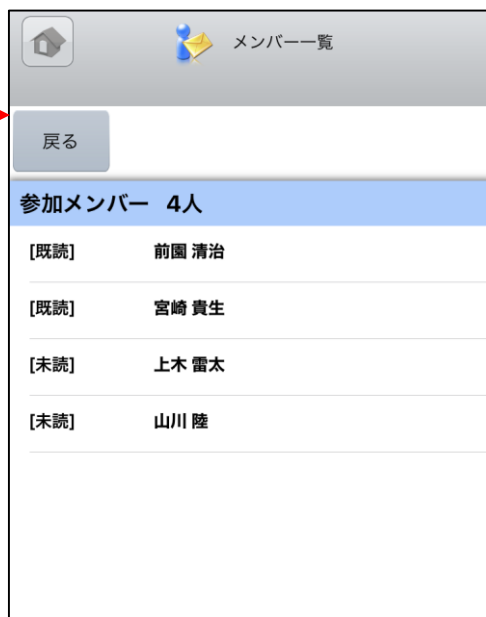 メンバー一覧
戻る
参加メンバー 4人
[既読] 前園 清治
[既読] 宮崎 貴生
[未読] 上木 雷太
[未読] 山川 陸